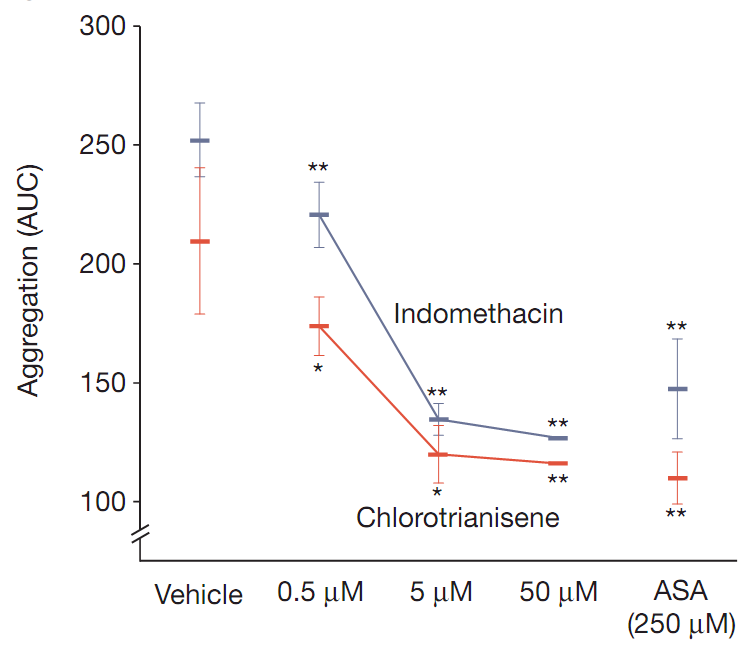 300
250
200
150
100
Aggregation (AUC)
**
*
Indomethacin
**
*
**
**
**
**
Chlorotrianisene
Vehicle
0.5 μM
5 μM
50 μM
ASA
(250 μM)